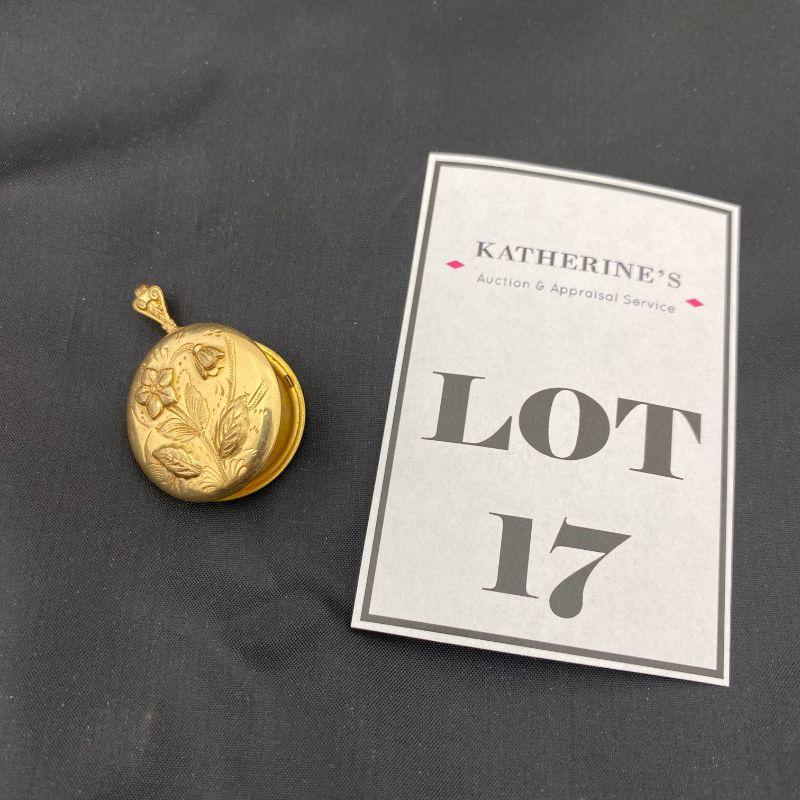 KATHERINE'S
Auction & Appraisal Service
LOT
17